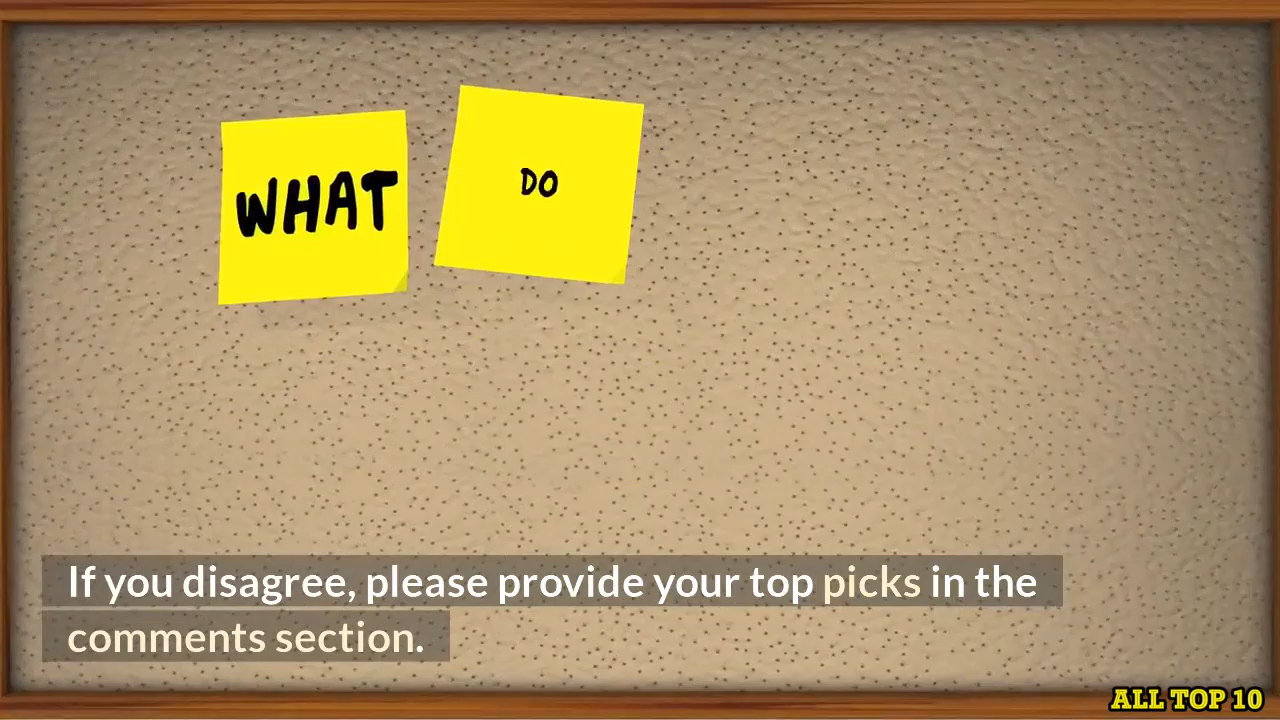 WHAT
DO
If you disagree, please provide your top picks in the
comments section.
ALL TOP 10